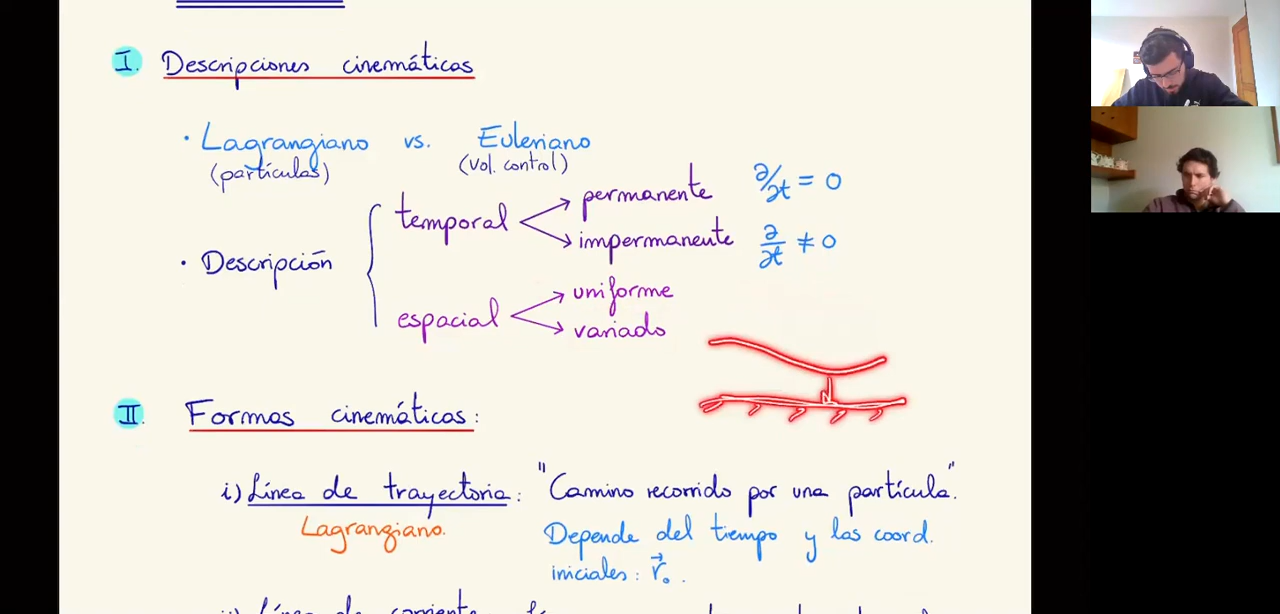 I. Descripciones cinemáticas
· Lagrangiano vs. Euleriano
(partículas) (vol. control)
permanente ∂/∂t = 0
temporal
impermanente ∂/∂t ≠ 0
· Descripción
uniforme
espacial
variado
II. Formas cinemáticas:
i) Línea de trayectoria: "Camino recorrido por una partícula."
Lagrangiano. Depende del tiempo y las coord.
iniciales: r⃗₀.